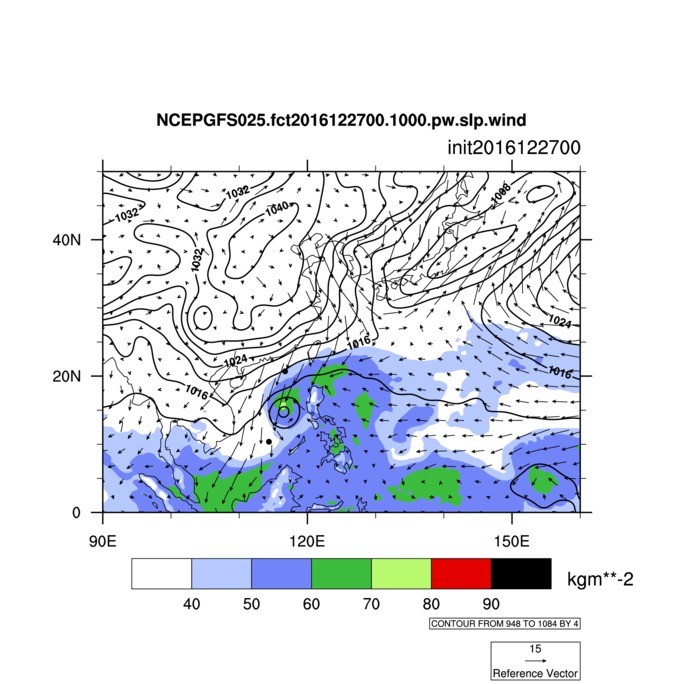 NCEPGFS025.fct2016122700.1000.pw.slp.wind
init2016122700
1032
1008
1032
1040
40N
1032
1024
1016
1024
20N
1016
1016
0
90E 120E 150E
kgm**-2
40 50 60 70 80 90
CONTOUR FROM 948 TO 1084 BY 4
15
Reference Vector